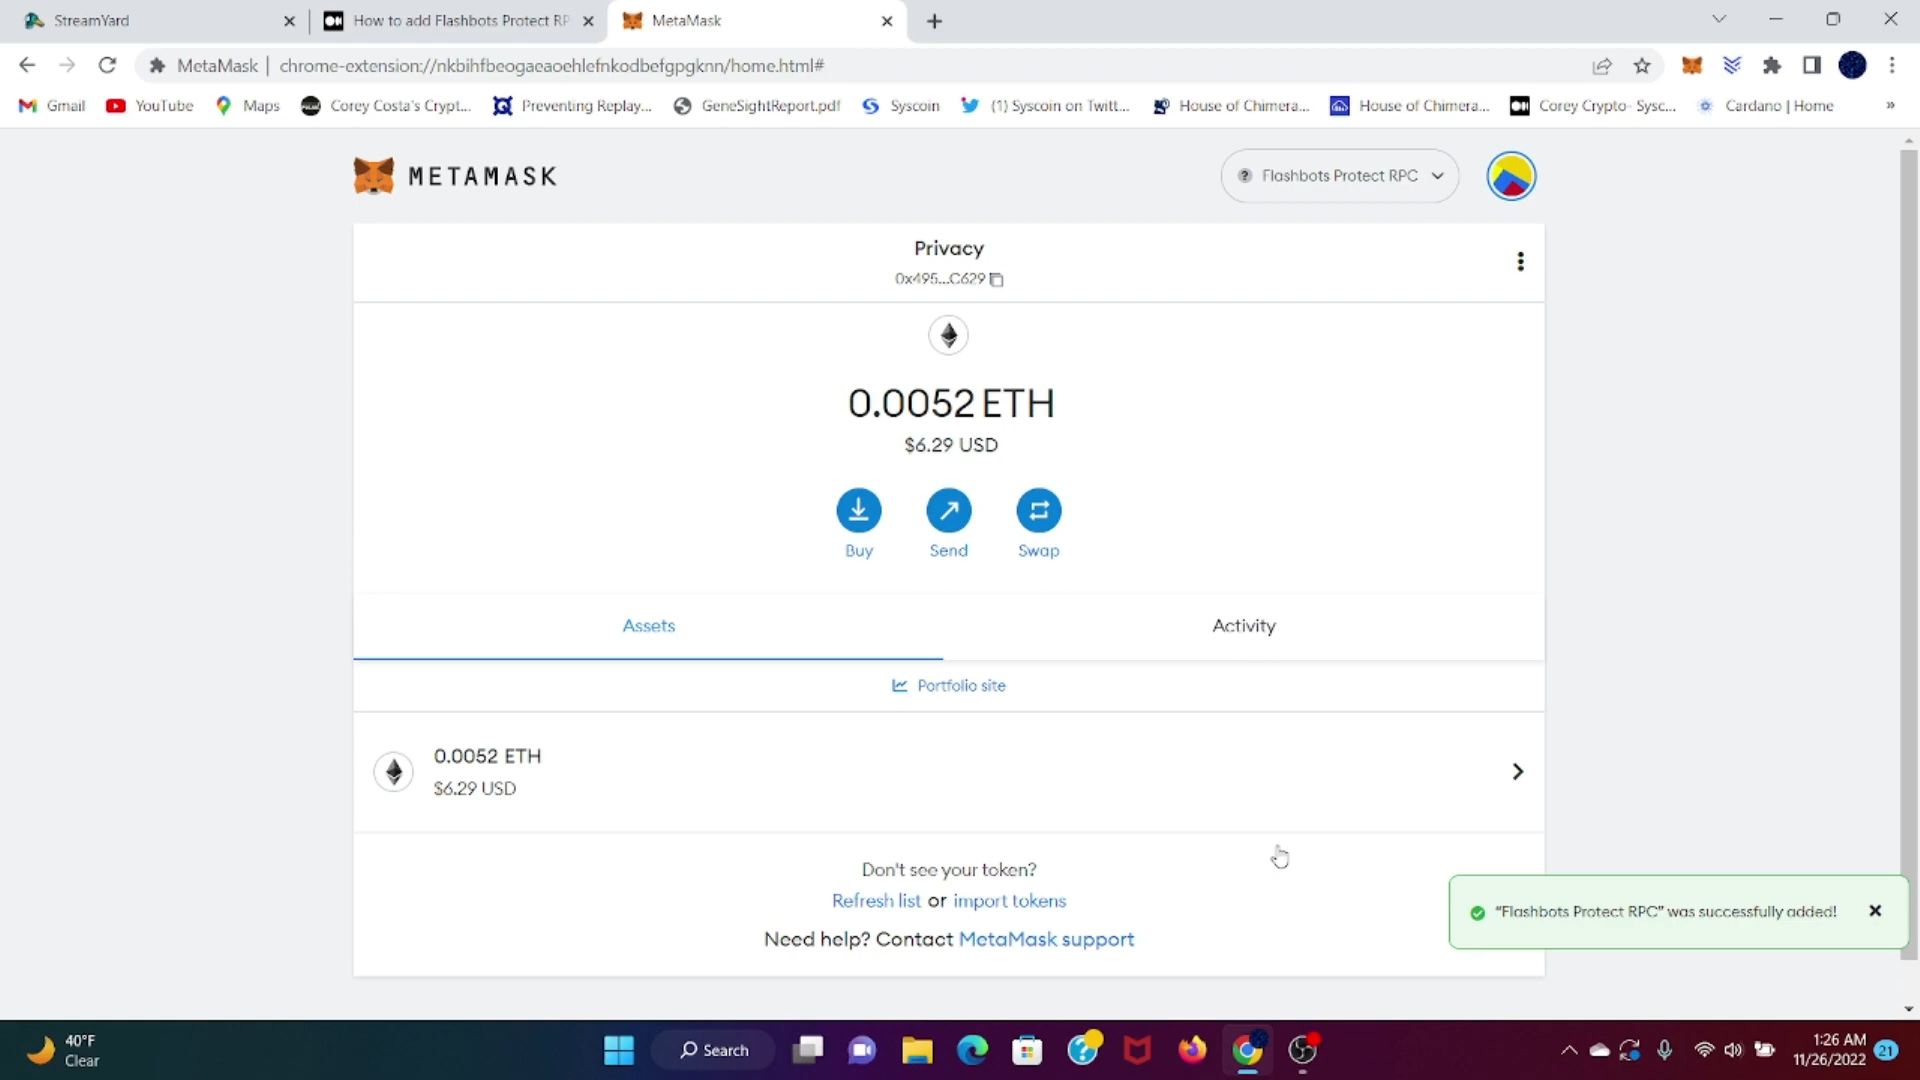 StreamYard
How to add Flashbots Protect RP
MetaMask
MetaMask | chrome-extension://nkbihfbeogaeaoehlefnkodbefgpgknn/home.html#
Gmail
YouTube
Maps
Corey Costa's Crypt...
Preventing Replay...
GeneSightReport.pdf
Syscoin
(1) Syscoin on Twitt...
House of Chimera...
House of Chimera...
Corey Crypto- Sysc...
Cardano | Home
»
METAMASK
? Flashbots Protect RPC
Privacy
0x495...C629
0.0052 ETH
$6.29 USD
Buy
Send
Swap
Assets
Activity
Portfolio site
0.0052 ETH
$6.29 USD
Don't see your token?
Refresh list or import tokens
Need help? Contact MetaMask support
"Flashbots Protect RPC" was successfully added!
40°F
Clear
Search
1:26 AM
11/26/2022
21